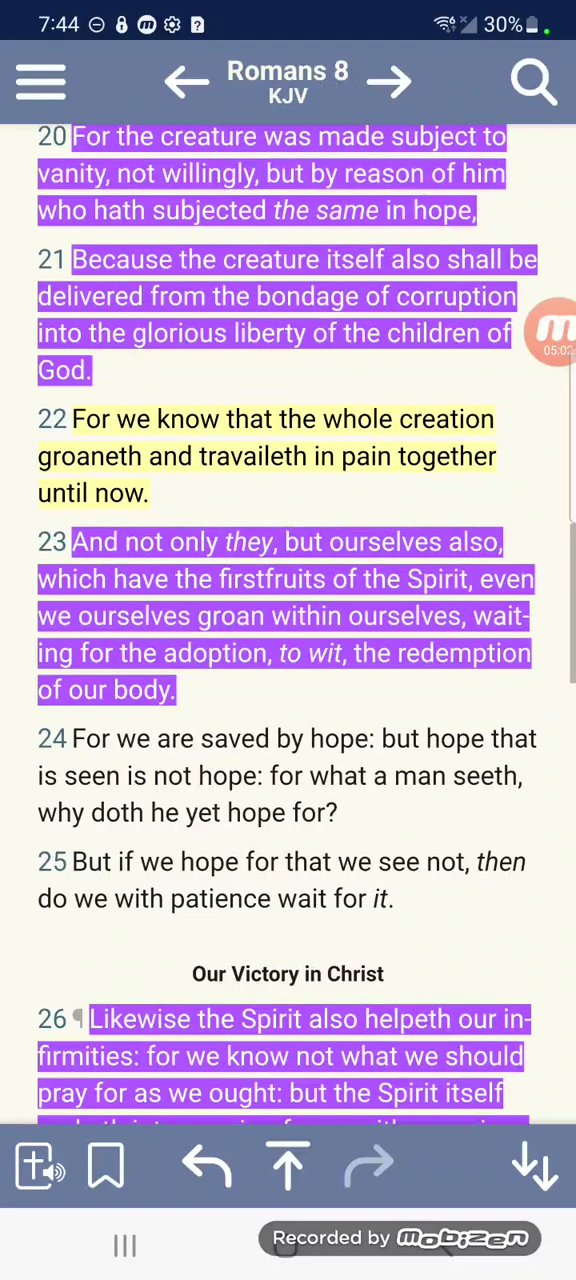 7:44
30%
Romans 8
KJV
20 For the creature was made subject to
vanity, not willingly, but by reason of him
who hath subjected the same in hope,
21 Because the creature itself also shall be
delivered from the bondage of corruption
into the glorious liberty of the children of
God.
05:02
22 For we know that the whole creation
groaneth and travaileth in pain together
until now.
23 And not only they, but ourselves also,
which have the firstfruits of the Spirit, even
we ourselves groan within ourselves, wait-
ing for the adoption, to wit, the redemption
of our body.
24 For we are saved by hope: but hope that
is seen is not hope: for what a man seeth,
why doth he yet hope for?
25 But if we hope for that we see not, then
do we with patience wait for it.
Our Victory in Christ
26 ¶ Likewise the Spirit also helpeth our in-
firmities: for we know not what we should
pray for as we ought: but the Spirit itself
Recorded by mobizen